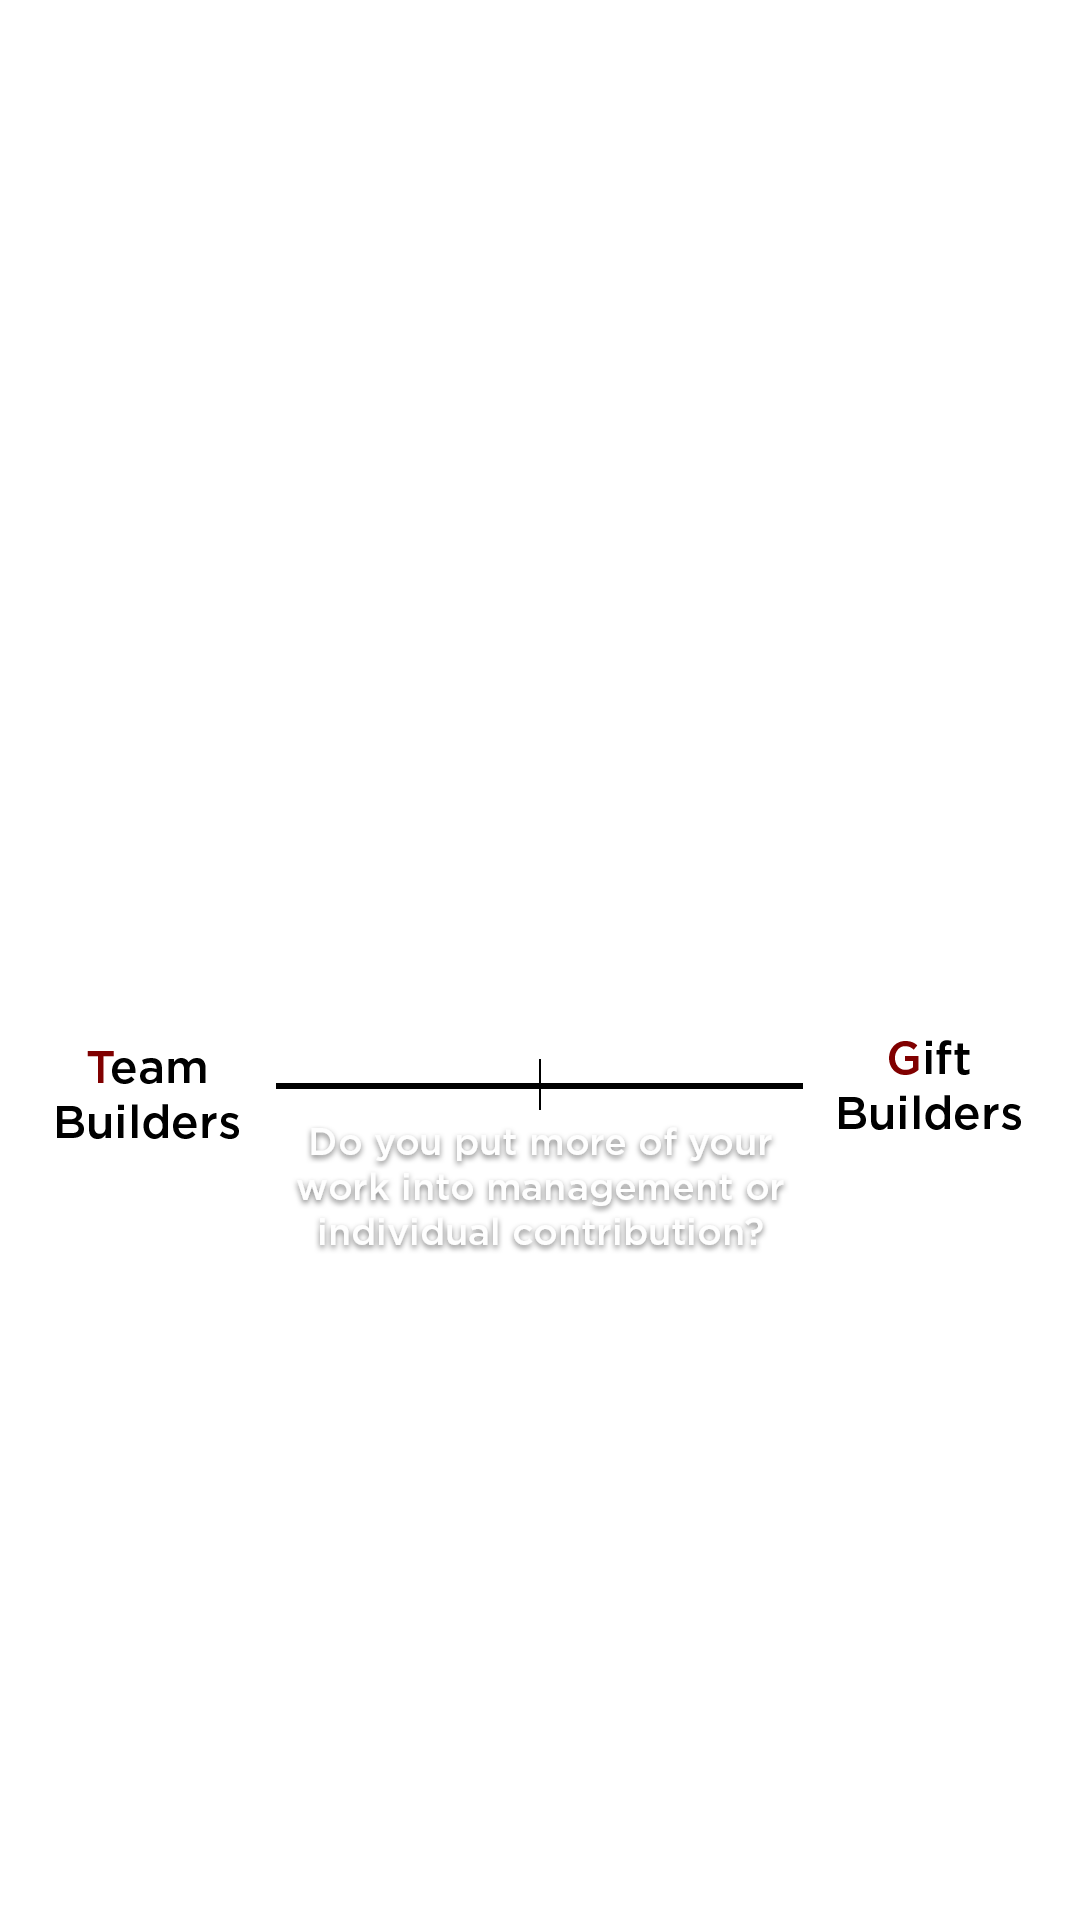 Team
Builders
Gift
Builders
Do you put more of your
work into management or
individual contribution?